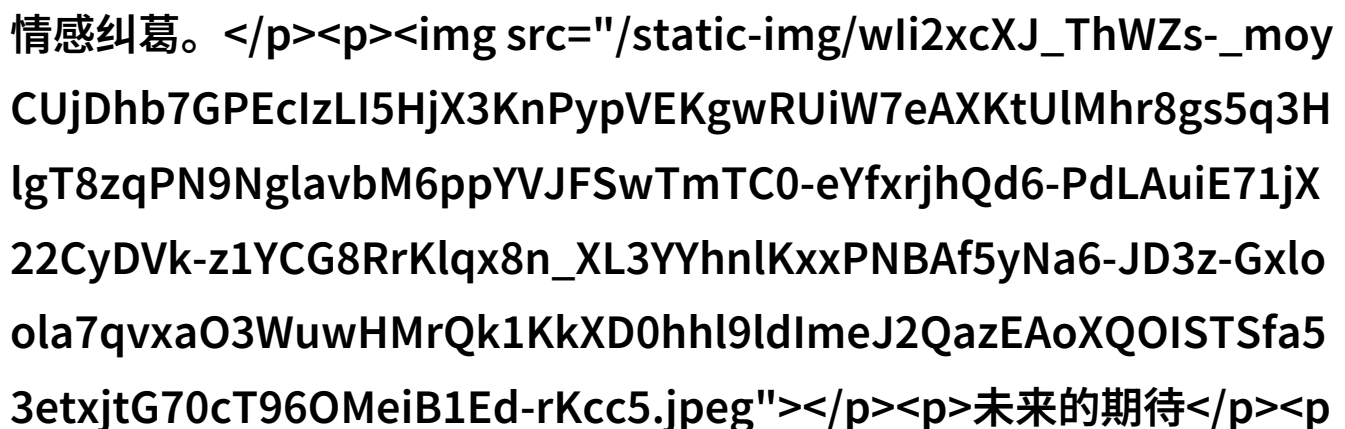 情感纠葛。</p><p><img src="/static-img/wIi2xcXJ_ThWZs-_moy
CUjDhb7GPEcIzLI5HjX3KnPypVEKgwRUiW7eAXKtUlMhr8gs5q3H
lgT8zqPN9NglavbM6ppYVJFSwTmTC0-eYfxrjhQd6-PdLAuiE71jX
22CyDVk-z1YCG8RrKlqx8n_XL3YYhnlKxxPNBAf5yNa6-JD3z-Gxlo
ola7qvxaO3WuwHMrQk1KkXD0hhl9ldImeJ2QazEAoXQOISTSfa5
3etxjtG70cT96OMeiB1Ed-rKcc5.jpeg"></p><p>未来的期待</p><p